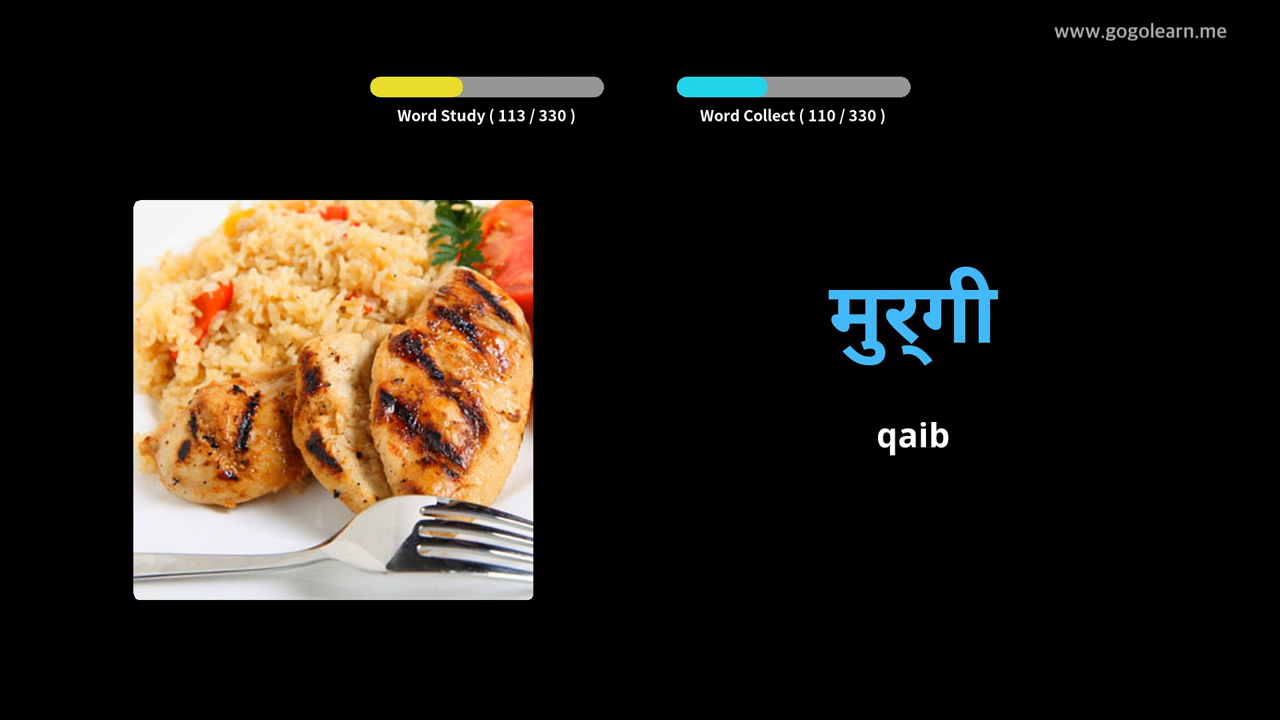 www.gogolearn.me
Word Study ( 113 / 330 )
Word Collect ( 110 / 330 )
मुर्‌गी
qaib